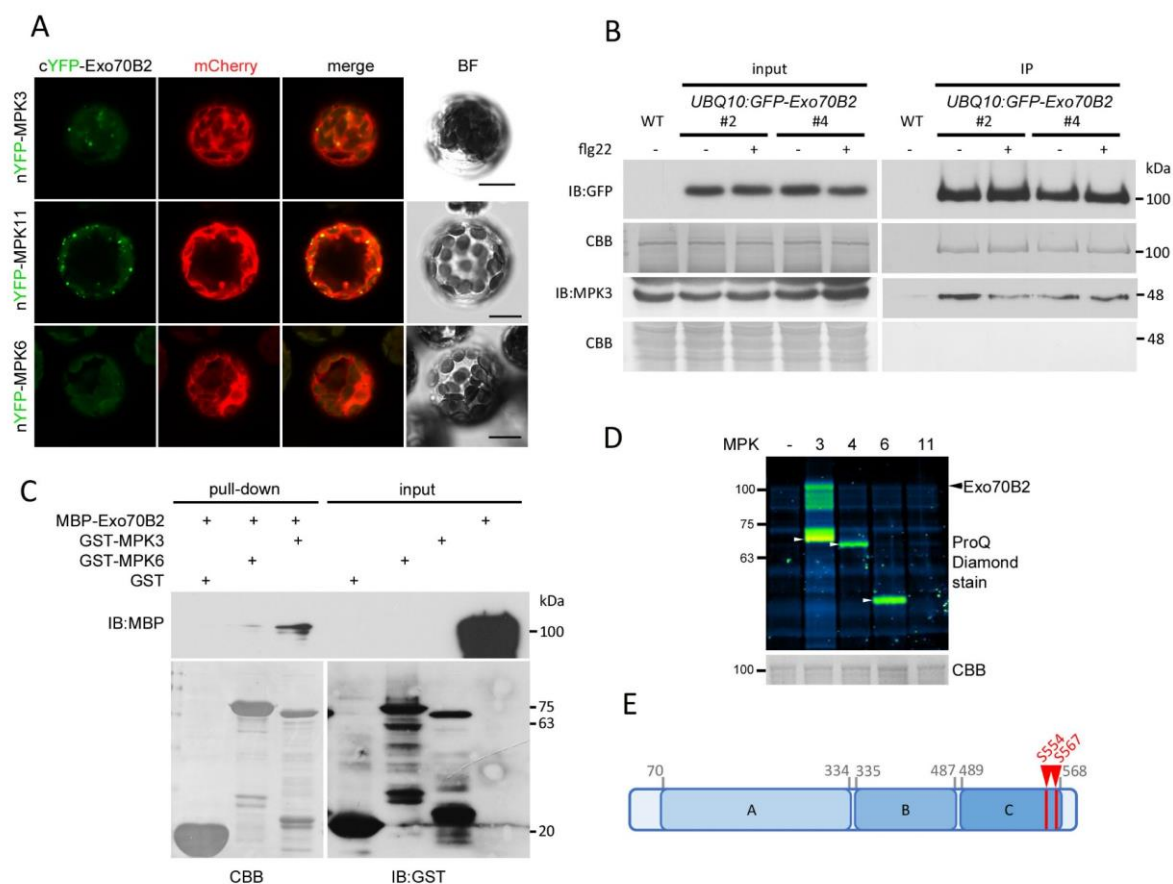 A
cYFP-Exo70B2 mCherry merge BF
nYFP-MPK3
nYFP-MPK11
nYFP-MPK6
B
input IP
UBQ10:GFP-Exo70B2 UBQ10:GFP-Exo70B2
WT #2 #4 WT #2 #4
flg22 - - + - + - - + - +
kDa
IB:GFP 100
CBB 100
IB:MPK3 48
CBB 48
C
pull-down input
MBP-Exo70B2 + + + +
GST-MPK3 + +
GST-MPK6 + +
GST + +
kDa
IB:MBP 100
75
63
20
CBB IB:GST
D
MPK - 3 4 6 11
100 Exo70B2
75
63
ProQ
Diamond
stain
100 CBB
E
S554
S567
70 334 335 487 489 568
A B C